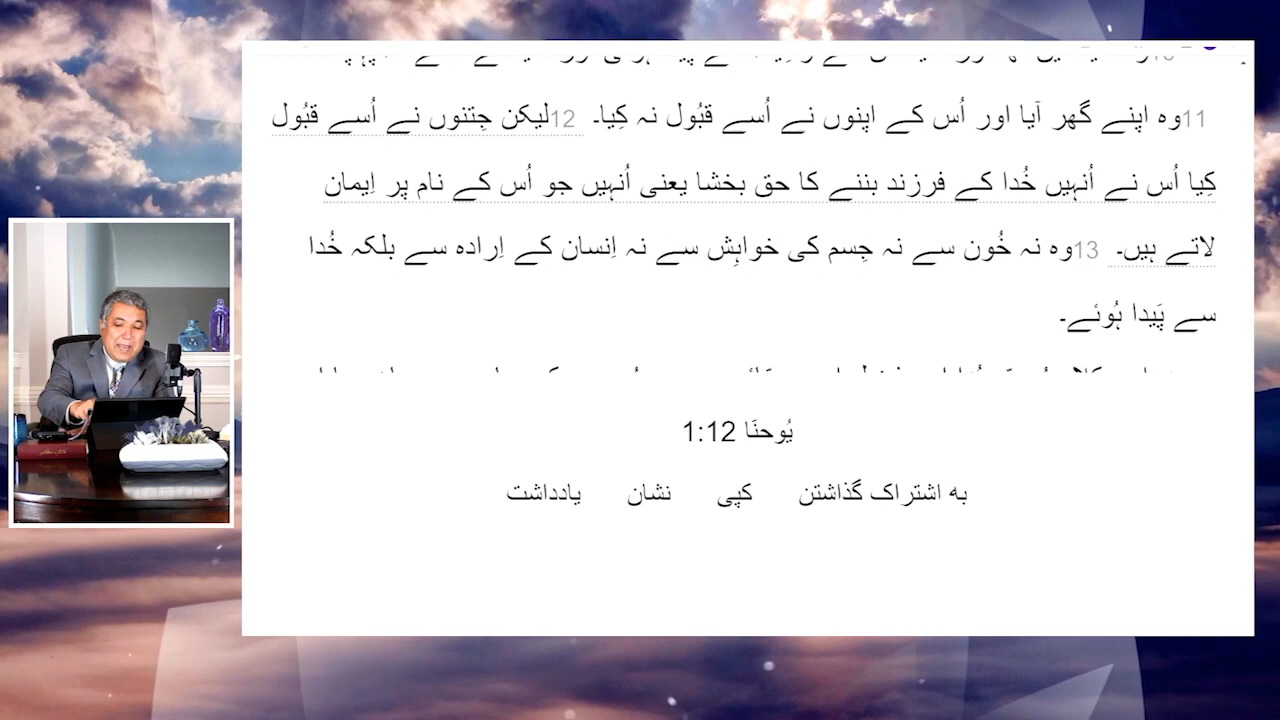 11وہ اپنے گھر آیا اور اُس کے اپنوں نے اُسے قبُول نہ کِیا۔ 12لیکن جِتنوں نے اُسے قبُول
کِیا اُس نے اُنہیں خُدا کے فرزند بننے کا حق بخشا یعنی اُنہیں جو اُس کے نام پر اِیمان
لاتے ہیں۔ 13وہ نہ خُون سے نہ جِسم کی خواہِش سے نہ اِنسان کے اِرادہ سے بلکہ خُدا
سے پَیدا ہُوئے۔
یُوحنّا 1:12
به اشتراک گذاشتن کپی نشان یادداشت